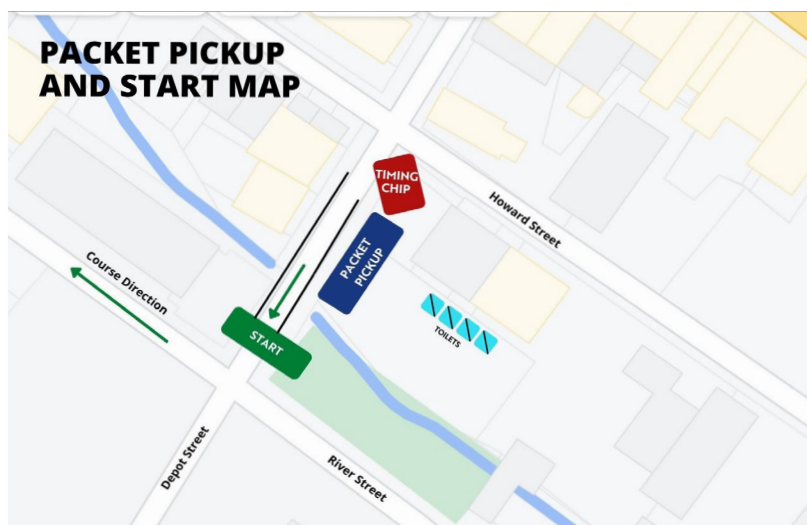 PACKET PICKUP
AND START MAP
TIMING
CHIP
Howard Street
PACKET
PICKUP
Course Direction
START
TOILETS
Depot Street
River Street